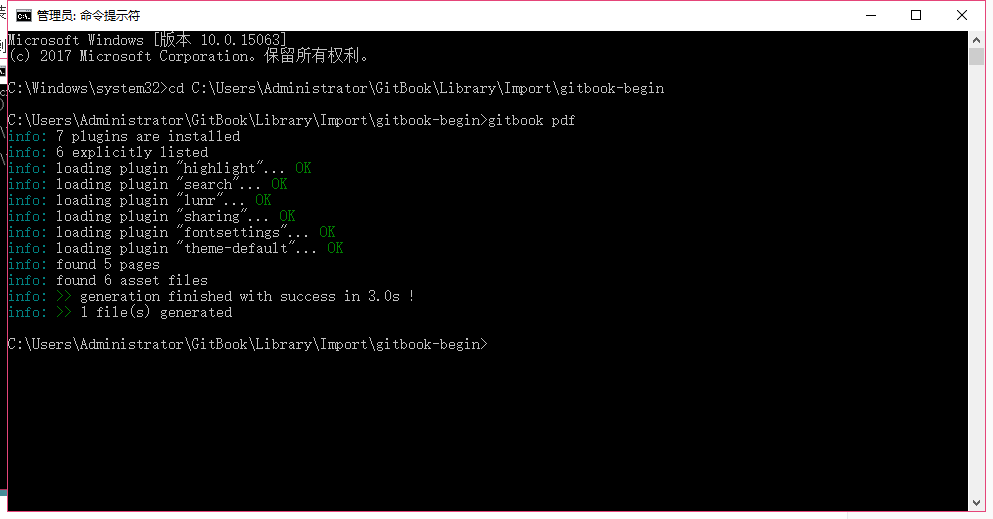 管理员: 命令提示符
Microsoft Windows [版本 10.0.15063]
(c) 2017 Microsoft Corporation。保留所有权利。
C:\Windows\system32>cd C:\Users\Administrator\GitBook\Library\Import\gitbook-begin
C:\Users\Administrator\GitBook\Library\Import\gitbook-begin>gitbook pdf
info: 7 plugins are installed
info: 6 explicitly listed
info: loading plugin "highlight"... OK
info: loading plugin "search"... OK
info: loading plugin "lunr"... OK
info: loading plugin "sharing"... OK
info: loading plugin "fontsettings"... OK
info: loading plugin "theme-default"... OK
info: found 5 pages
info: found 6 asset files
info: >> generation finished with success in 3.0s !
info: >> 1 file(s) generated
C:\Users\Administrator\GitBook\Library\Import\gitbook-begin>